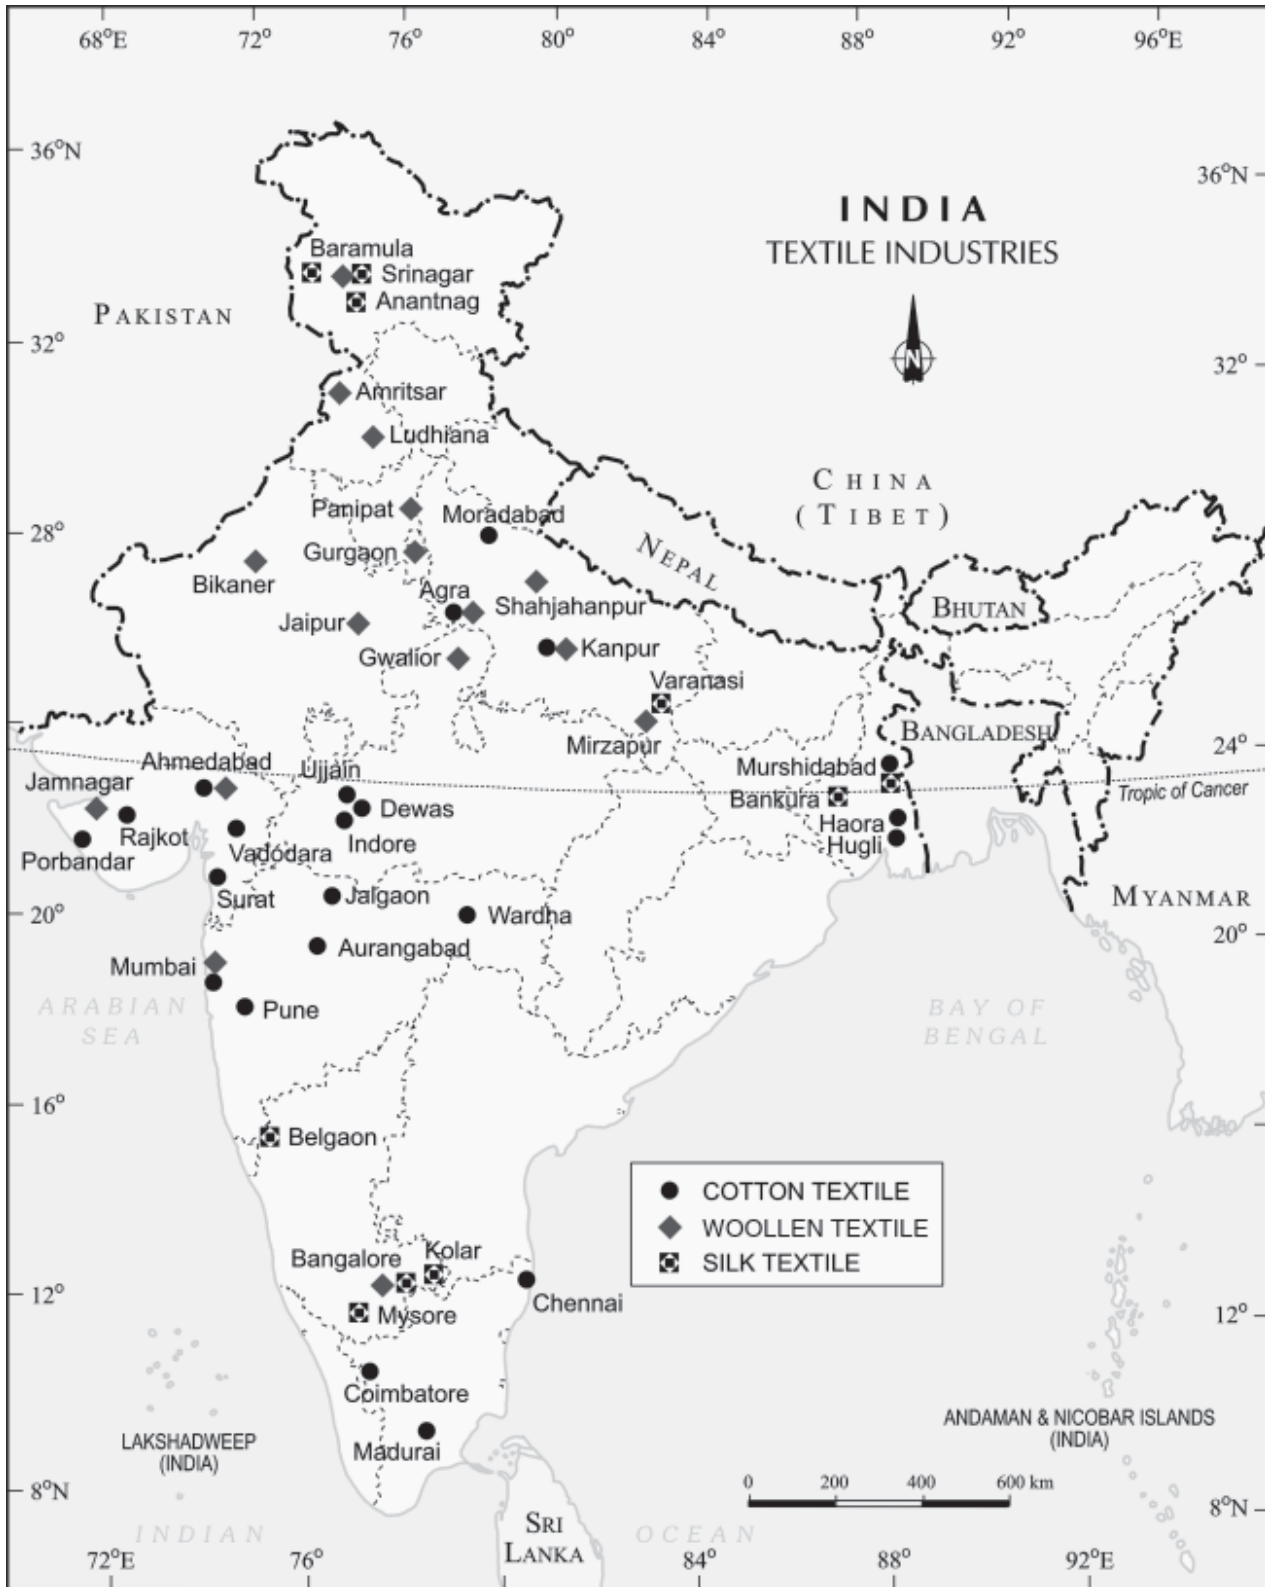 68°E 72° 76° 80° 84° 88° 92° 96°E
36°N
36°N
INDIA
TEXTILE INDUSTRIES
Baramula
Srinagar
Anantnag
PAKISTAN
N
32°
32°
Amritsar
Ludhiana
CHINA
(TIBET)
Panipat
Moradabad
28°
28°
NEPAL
Gurgaon
Bikaner
Agra
Shahjahanpur
BHUTAN
Jaipur
Kanpur
Gwalior
Varanasi
BANGLADESH
Mirzapur
24°
Ahmedabad
Ujjain
Murshidabad
Jamnagar
Tropic of Cancer
Bankura
Dewas
Haora
Rajkot
Indore
Hugli
Vadodara
Porbandar
Surat
Jalgaon
MYANMAR
20°
Wardha
20°
Aurangabad
Mumbai
Pune
ARABIAN
SEA
BAY OF
BENGAL
16°
Belgaon
COTTON TEXTILE
WOOLLEN TEXTILE
SILK TEXTILE
Kolar
Bangalore
12°
Chennai
Mysore
12°
Coimbatore
Madurai
LAKSHADWEEP
(INDIA)
ANDAMAN & NICOBAR ISLANDS
(INDIA)
0 200 400 600 km
8°N
8°N
SRI
LANKA
INDIAN OCEAN
72°E 76° 84° 88° 92°E